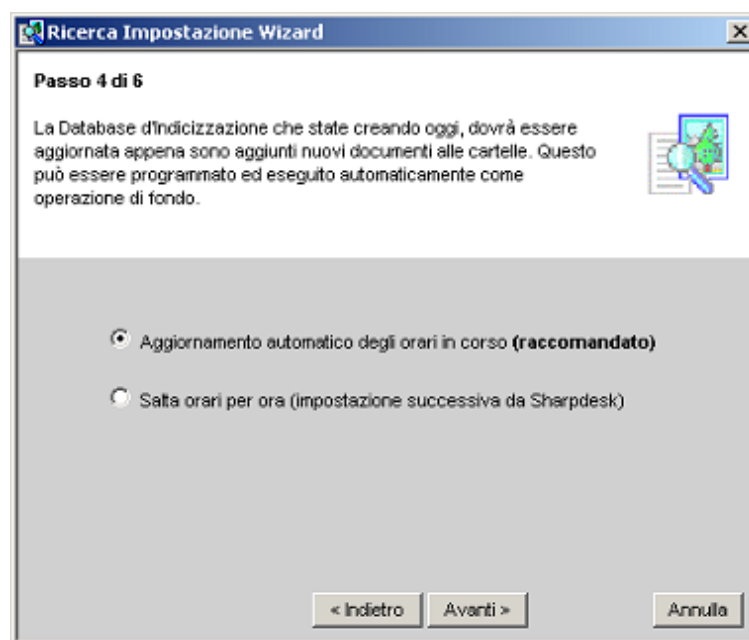 Ricerca Impostazione Wizard
Passo 4 di 6
La Database d'Indicizzazione che state creando oggi, dovrà essere
aggiornata appena sono aggiunti nuovi documenti alle cartelle. Questo
può essere programmato ed eseguito automaticamente come
operazione di fondo.
Aggiornamento automatico degli orari in corso (raccomandato)
Salta orari per ora (impostazione successiva da Sharpdesk)
« Indietro Avanti » Annulla